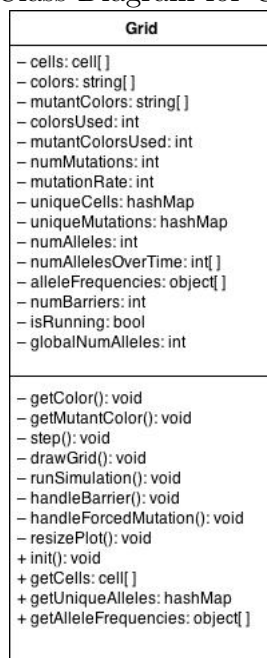 Class Diagram for
Grid
– cells: cell[ ]
– colors: string[ ]
– mutantColors: string[ ]
– colorsUsed: int
– mutantColorsUsed: int
– numMutations: int
– mutationRate: int
– uniqueCells: hashMap
– uniqueMutations: hashMap
– numAlleles: int
– numAllelesOverTime: int[ ]
– alleleFrequencies: object[ ]
– numBarriers: int
– isRunning: bool
– globalNumAlleles: int
– getColor(): void
– getMutantColor(): void
– step(): void
– drawGrid(): void
– runSimulation(): void
– handleBarrier(): void
– handleForcedMutation(): void
– resizePlot(): void
+ init(): void
+ getCells: cell[ ]
+ getUniqueAlleles: hashMap
+ getAlleleFrequencies: object[ ]